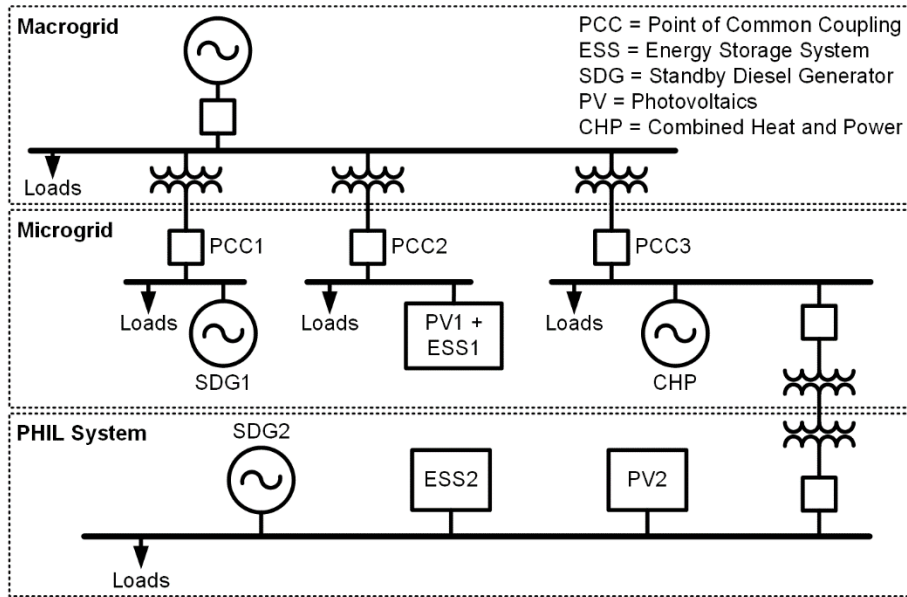 Macrogrid
PCC = Point of Common Coupling
ESS = Energy Storage System
SDG = Standby Diesel Generator
PV = Photovoltaics
CHP = Combined Heat and Power
Loads
Microgrid
PCC1
PCC2
PCC3
Loads
SDG1
Loads
PV1 +
ESS1
Loads
CHP
PHIL System
SDG2
ESS2
PV2
Loads